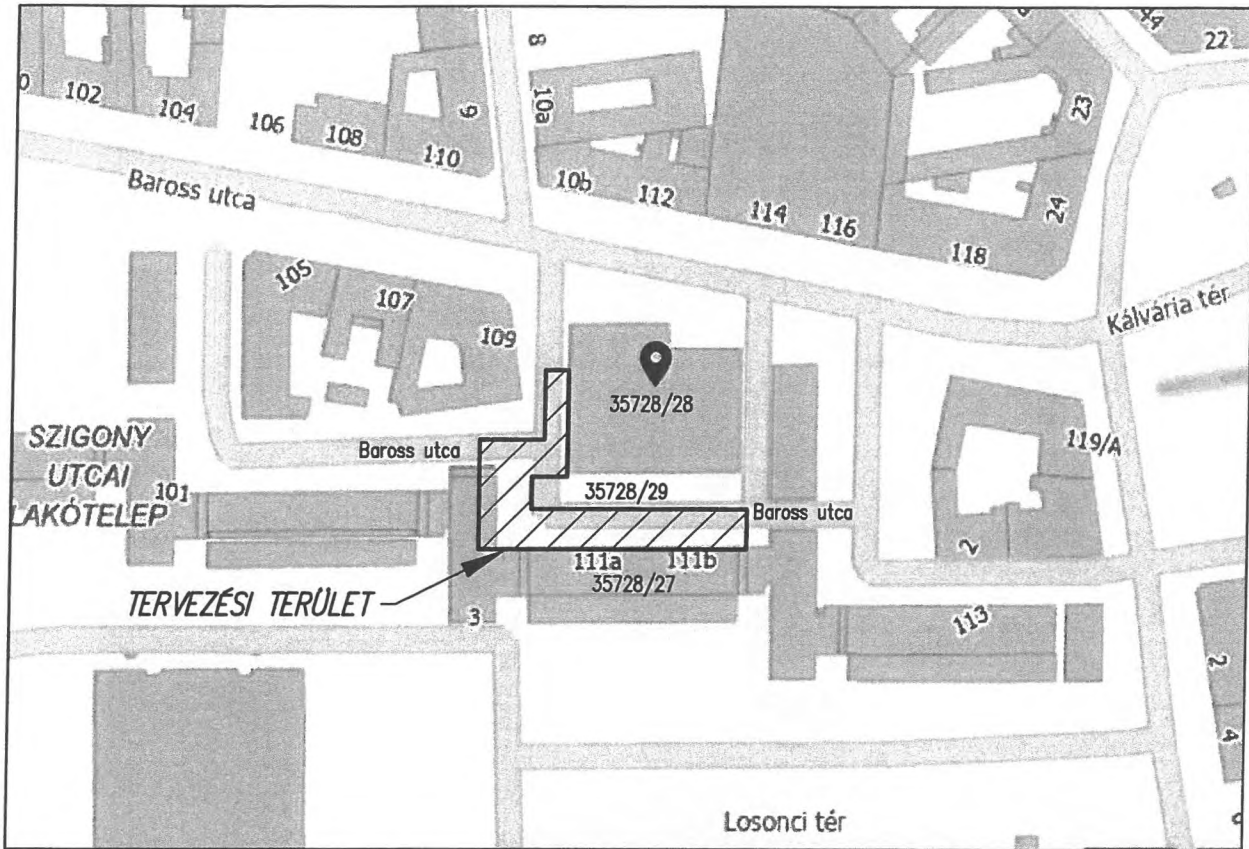 44
22
8
102
104
106
108
110
9
10a
10b
112
114
116
118
23
24
Baross utca
Kálvária tér
105
107
109
35728/28
119/A
SZIGONY
UTCAI
LAKÓTELEP
101
Baross utca
35728/29
Baross utca
111a
111b
35728/27
2
TERVEZÉSI TERÜLET
3
113
2
4
Losonci tér